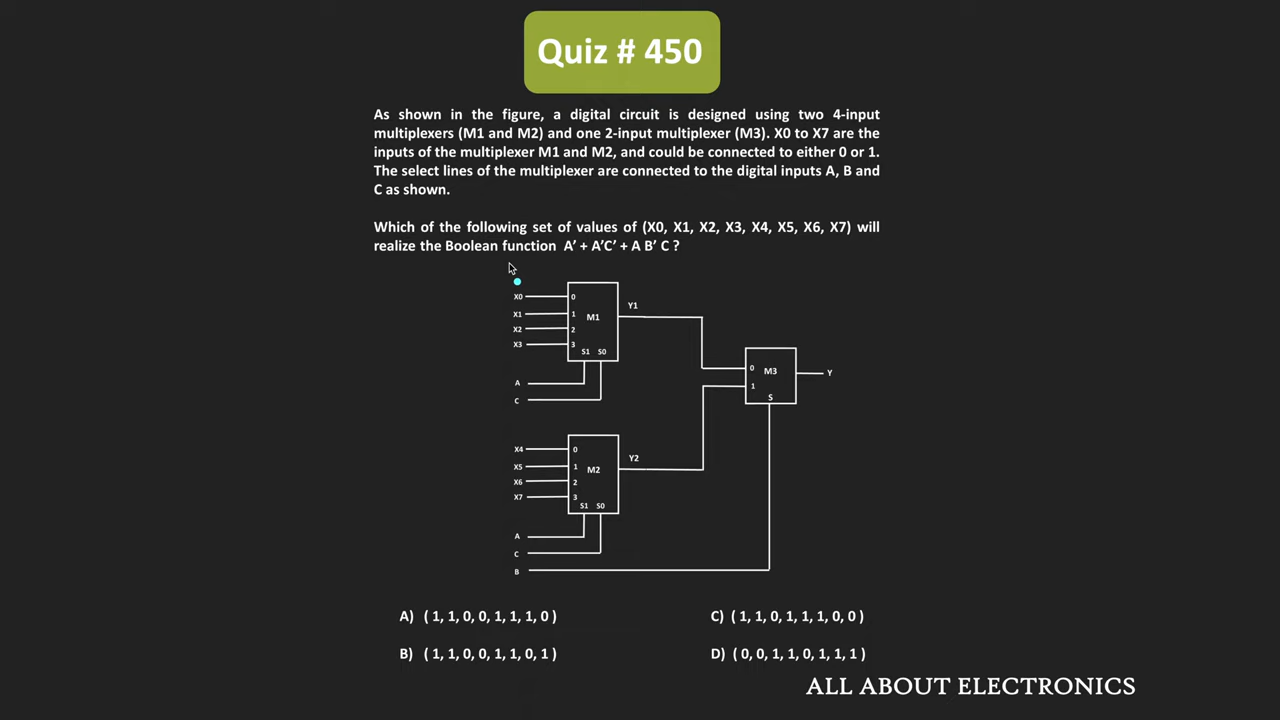 Quiz # 450
As shown in the figure, a digital circuit is designed using two 4-input
multiplexers (M1 and M2) and one 2-input multiplexer (M3). X0 to X7 are the
inputs of the multiplexer M1 and M2, and could be connected to either 0 or 1.
The select lines of the multiplexer are connected to the digital inputs A, B and
C as shown.
Which of the following set of values of (X0, X1, X2, X3, X4, X5, X6, X7) will
realize the Boolean function A’ + A’C’ + A B’ C ?
X0 0
X1 1
X2 2
X3 3
M1
S1 S0
Y1
A
C
0
1
M3
S
Y
X4 0
X5 1
X6 2
X7 3
M2
S1 S0
Y2
A
C
B
A) ( 1, 1, 0, 0, 1, 1, 1, 0 )
C) ( 1, 1, 0, 1, 1, 1, 0, 0 )
B) ( 1, 1, 0, 0, 1, 1, 0, 1 )
D) ( 0, 0, 1, 1, 0, 1, 1, 1 )
ALL ABOUT ELECTRONICS